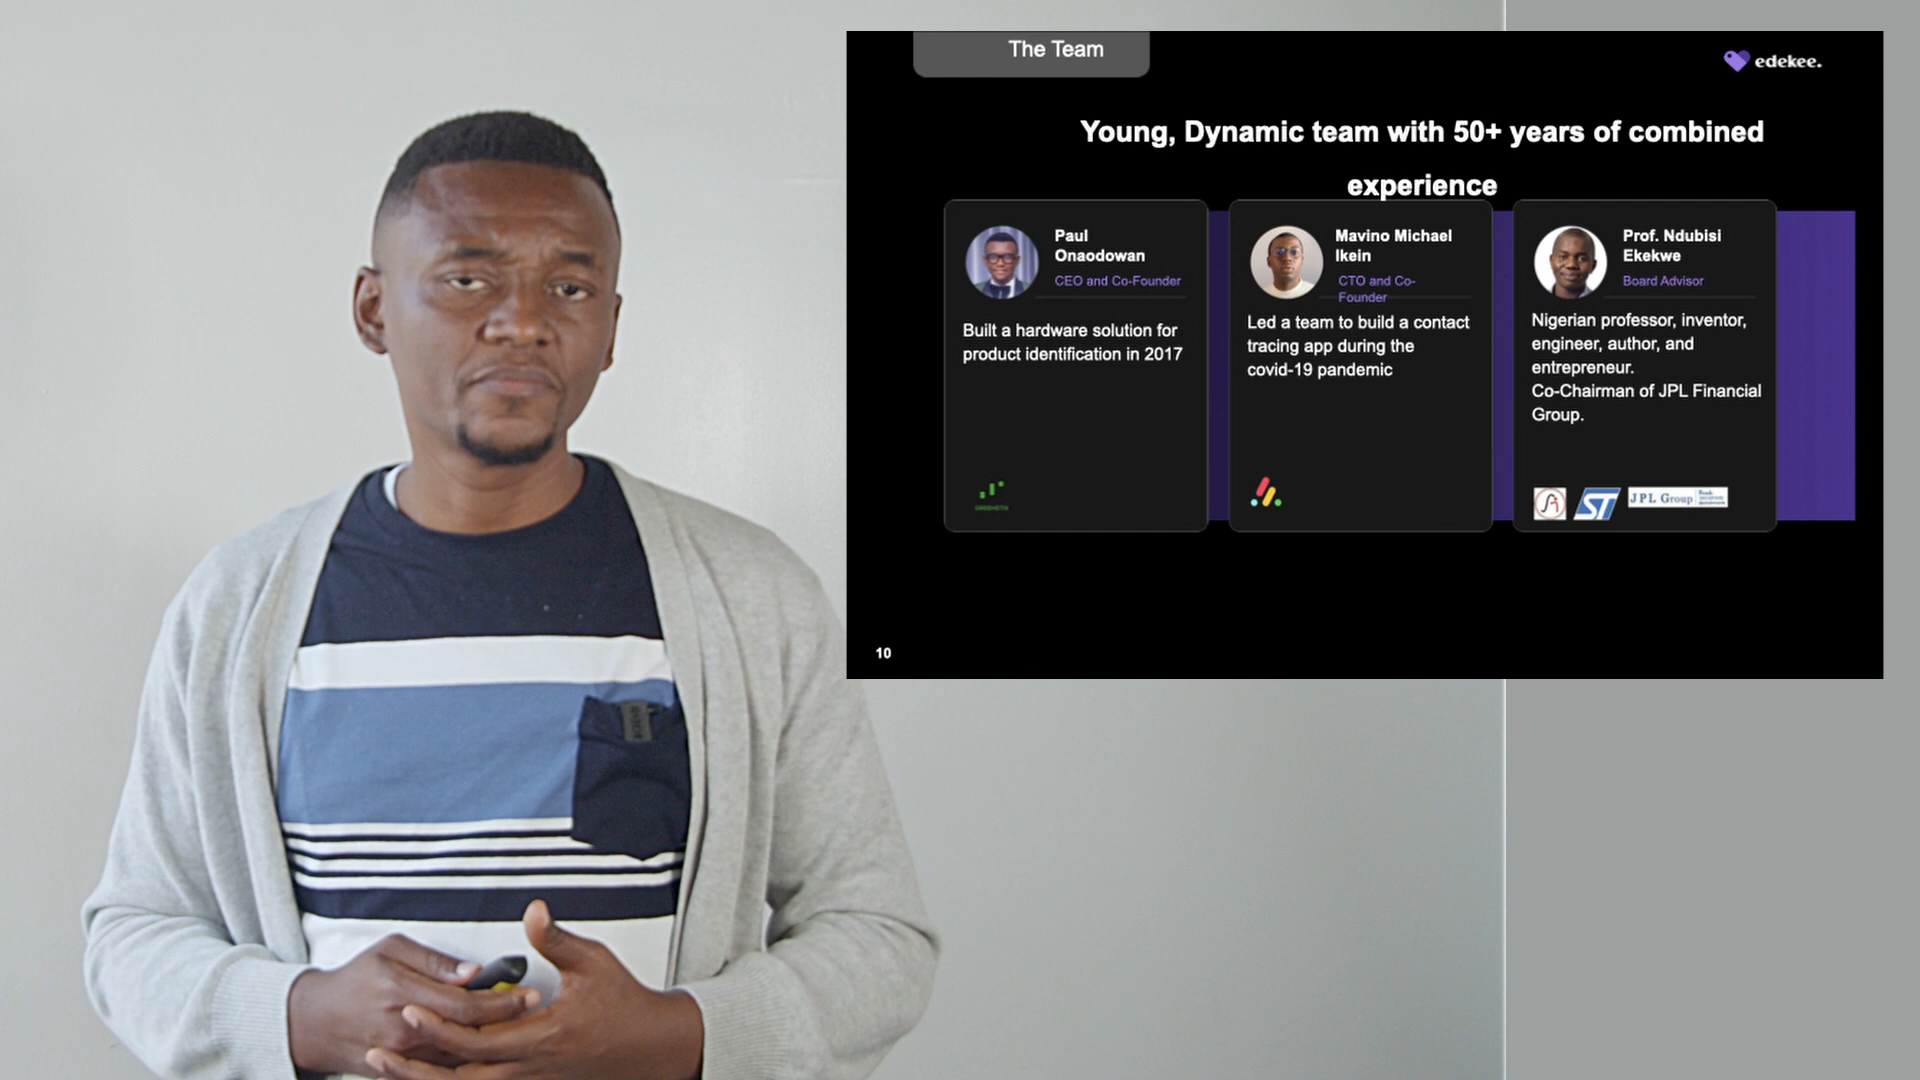 The Team
edekee.
Young, Dynamic team with 50+ years of combined
experience
Paul
Onaodowan
CEO and Co-Founder
Built a hardware solution for
product identification in 2017
Mavino Michael
Ikein
CTO and Co-
Founder
Led a team to build a contact
tracing app during the
covid-19 pandemic
Prof. Ndubisi
Ekekwe
Board Advisor
Nigerian professor, inventor,
engineer, author, and
entrepreneur.
Co-Chairman of JPL Financial
Group.
ST
JPL Group
10